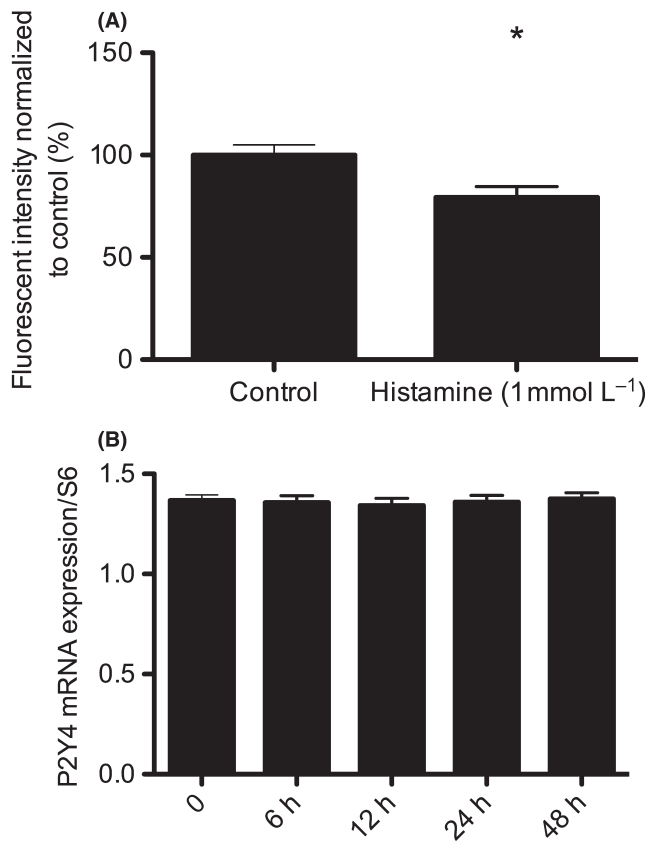 (A)
Fluorescent intensity normalized
to control (%)
150
100
50
0
*
Control
Histamine (1 mmol L⁻¹)
(B)
P2Y4 mRNA expression/S6
1.5
1.0
0.5
0.0
0
6 h
12 h
24 h
48 h